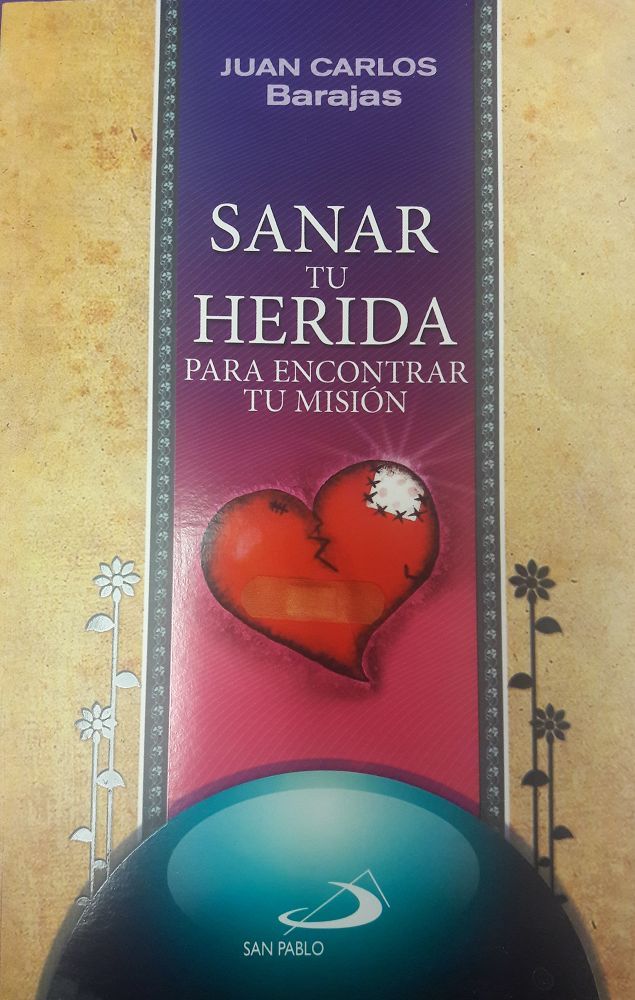 JUAN CARLOS
Barajas
SANAR
TU
HERIDA
PARA ENCONTRAR
TU MISIÓN
SAN PABLO